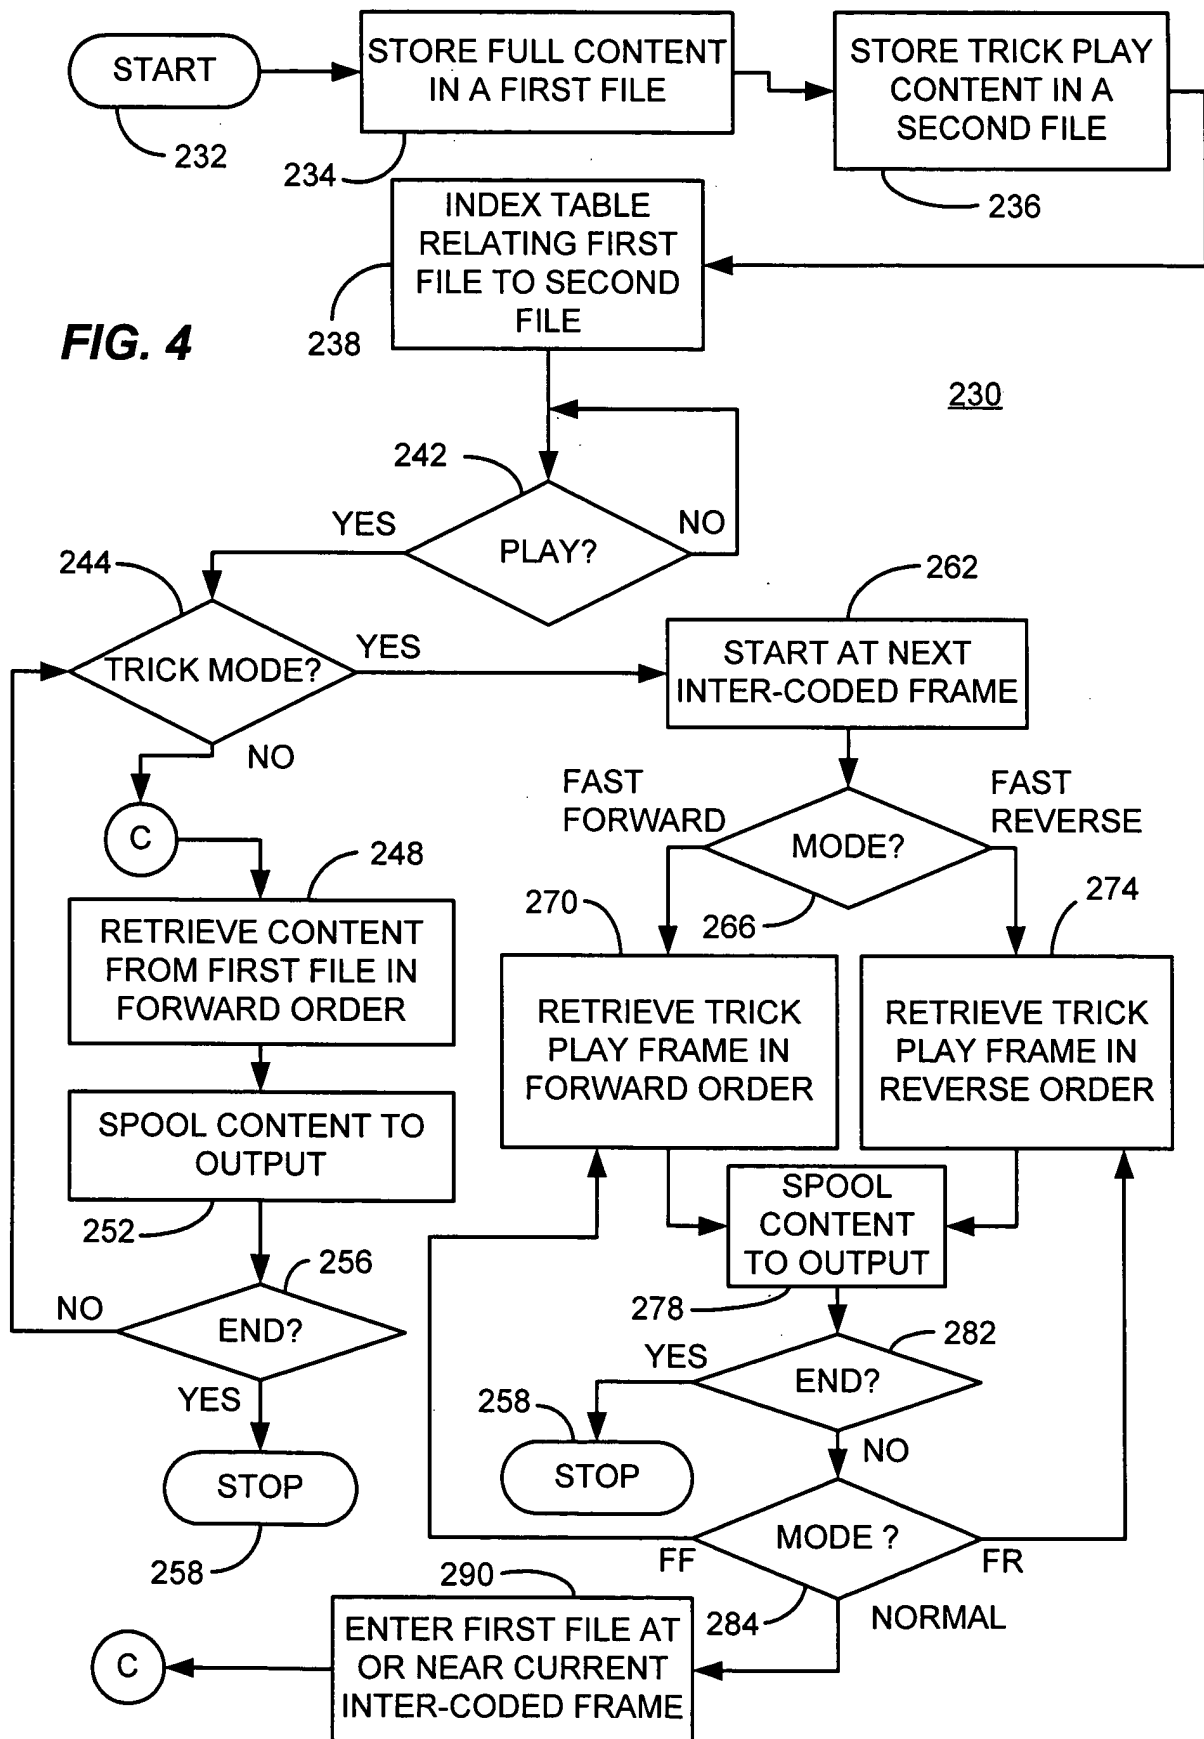 START
232
STORE FULL CONTENT
IN A FIRST FILE
234
STORE TRICK PLAY
CONTENT IN A
SECOND FILE
236
INDEX TABLE
RELATING FIRST
FILE TO SECOND
FILE
238
FIG. 4
230
242
PLAY?
YES
NO
244
TRICK MODE?
YES
NO
262
START AT NEXT
INTER-CODED FRAME
C
FAST
FORWARD
FAST
REVERSE
MODE?
266
248
RETRIEVE CONTENT
FROM FIRST FILE IN
FORWARD ORDER
270
RETRIEVE TRICK
PLAY FRAME IN
FORWARD ORDER
274
RETRIEVE TRICK
PLAY FRAME IN
REVERSE ORDER
SPOOL CONTENT TO
OUTPUT
252
SPOOL
CONTENT
TO OUTPUT
278
256
END?
NO
YES
282
END?
YES
NO
258
STOP
STOP
258
MODE ?
FF
FR
284
NORMAL
290
ENTER FIRST FILE AT
OR NEAR CURRENT
INTER-CODED FRAME
C